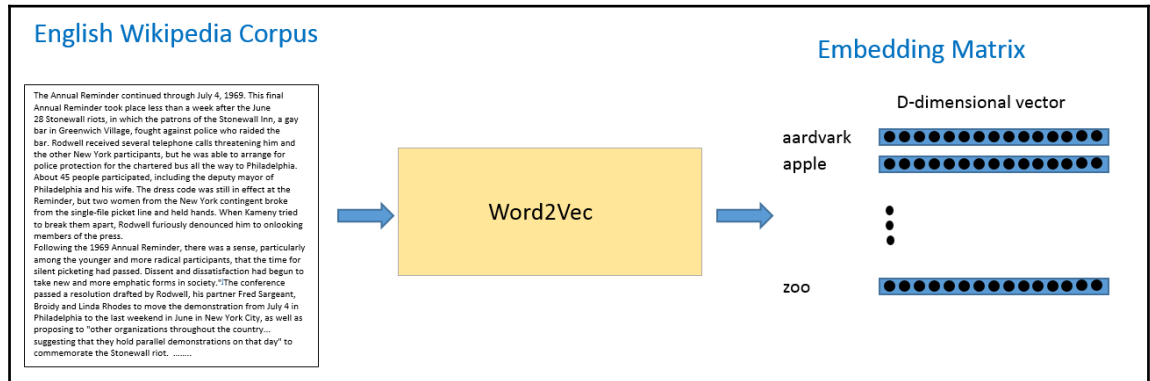 English Wikipedia Corpus
The Annual Reminder continued through July 4, 1969. This final
Annual Reminder took place less than a week after the June
28 Stonewall riots, in which the patrons of the Stonewall Inn, a gay
bar in Greenwich Village, fought against police who raided the
bar. Rodwell received several telephone calls threatening him and
the other New York participants, but he was able to arrange for
police protection for the chartered bus all the way to Philadelphia.
About 45 people participated, including the deputy mayor of
Philadelphia and his wife. The dress code was still in effect at the
Reminder, but two women from the New York contingent broke
from the single-file picket line and held hands. When Kameny tried
to break them apart, Rodwell furiously denounced him to onlooking
members of the press.
Following the 1969 Annual Reminder, there was a sense, particularly
among the younger and more radical participants, that the time for
silent picketing had passed. Dissent and dissatisfaction had begun to
take new and more emphatic forms in society."The conference
passed a resolution drafted by Rodwell, his partner Fred Sargeant,
Broidy and Linda Rhodes to move the demonstration from July 4 in
Philadelphia to the last weekend in June in New York City, as well as
proposing to "other organizations throughout the country...
suggesting that they hold parallel demonstrations on that day" to
commemorate the Stonewall riot. ........
Word2Vec
Embedding Matrix
D-dimensional vector
aardvark
apple
zoo